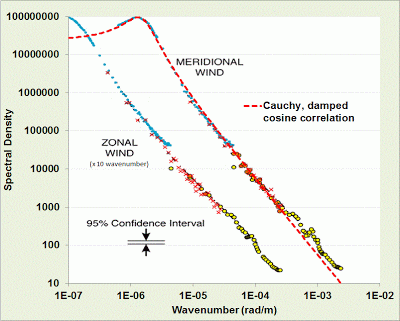 100000000
10000000
1000000
100000
10000
1000
100
10
Spectral Density
MERIDIONAL
WIND
Cauchy, damped
cosine correlation
ZONAL
WIND
(x 10 wavenumber)
95% Confidence Interval
1E-07
1E-06
1E-05
1E-04
1E-03
1E-02
Wavenumber (rad/m)